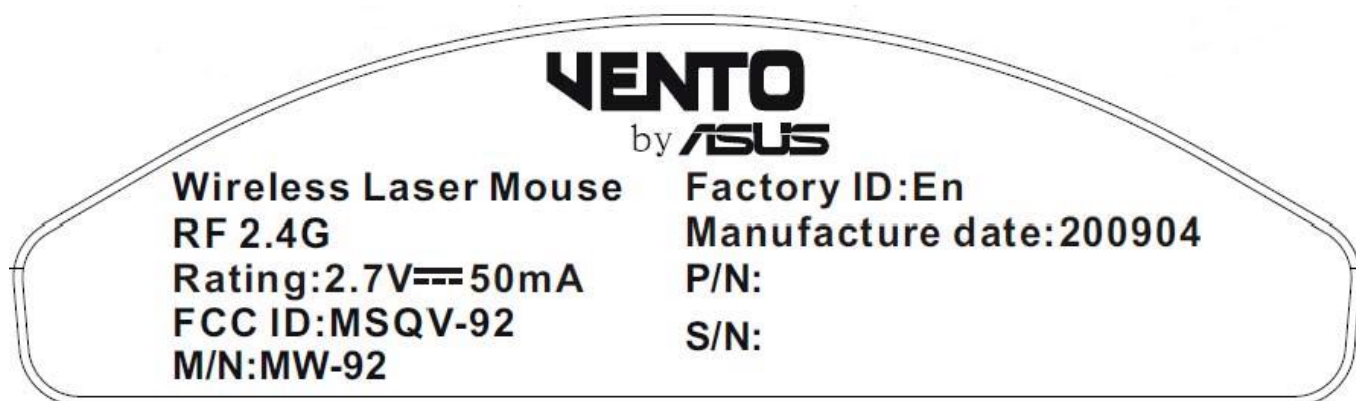 VENTO
by ASUS
Wireless Laser Mouse
RF 2.4G
Rating:2.7V⎓50mA
FCC ID:MSQV-92
M/N:MW-92
Factory ID:En
Manufacture date:200904
P/N:
S/N: